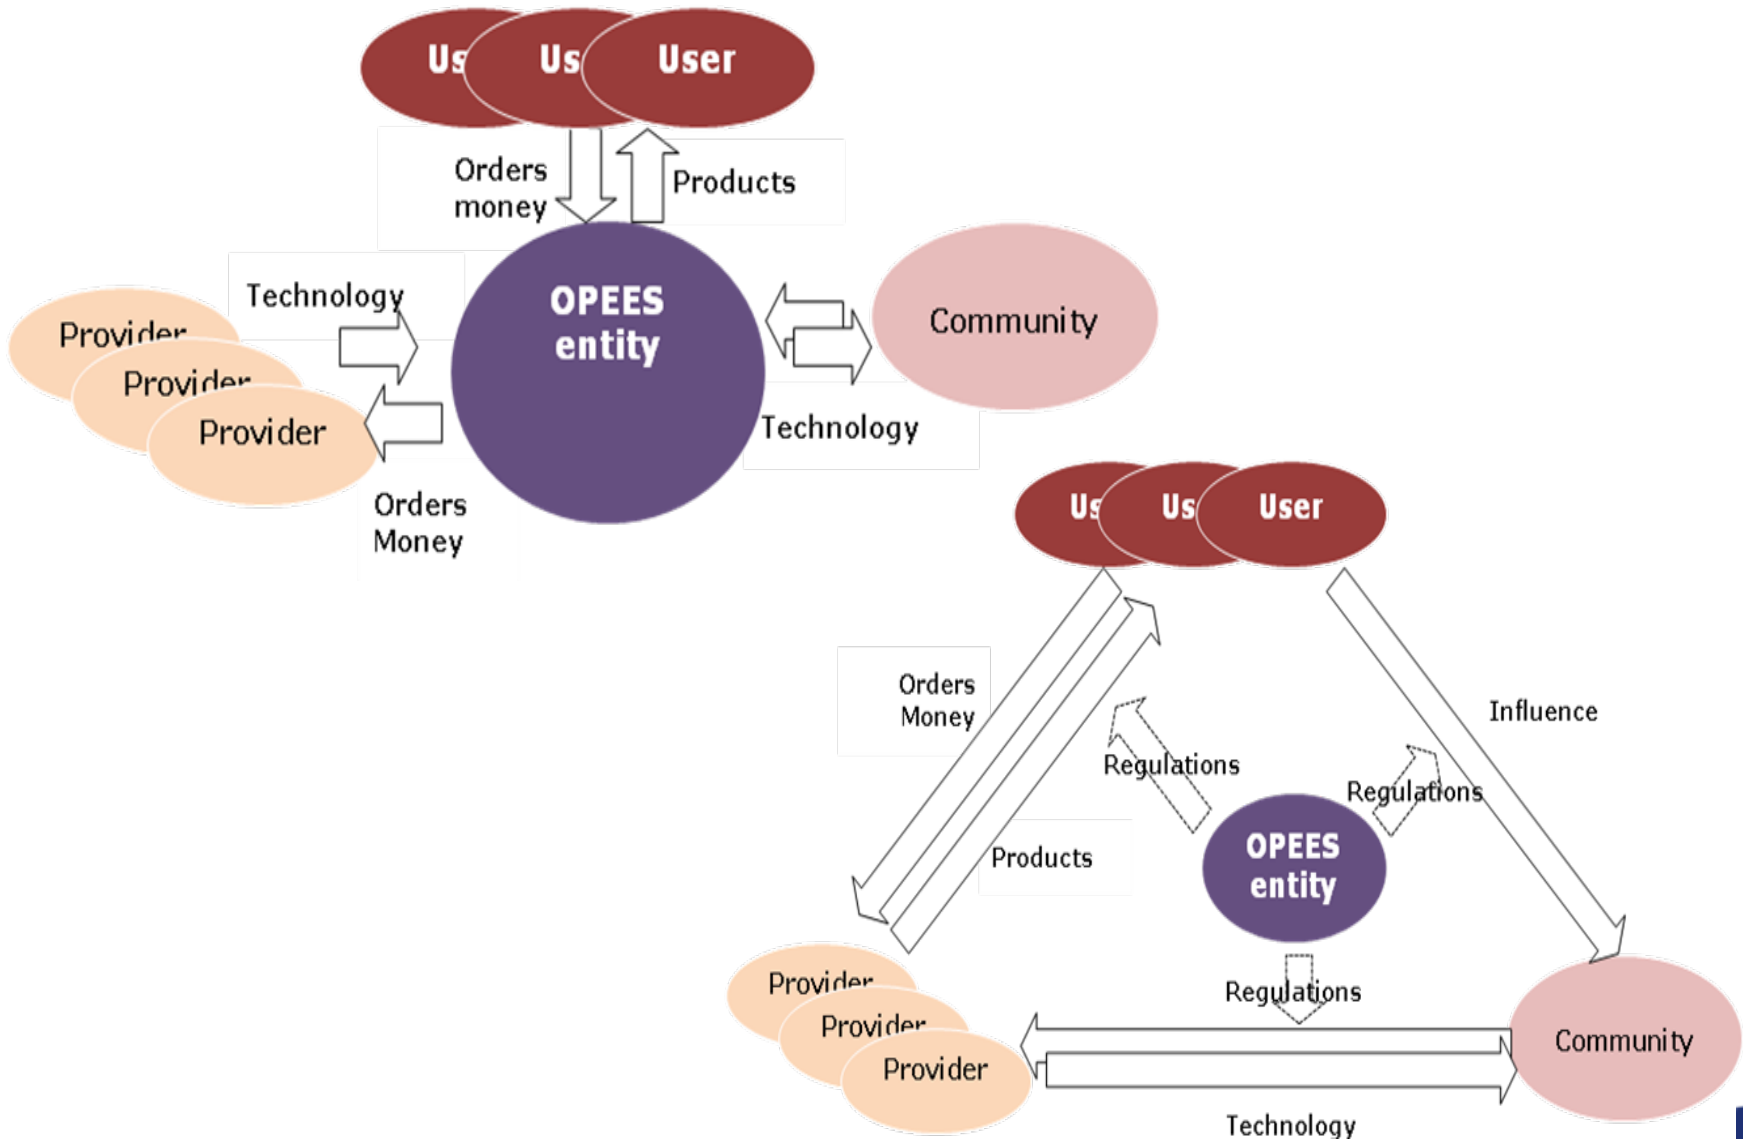 Us
Us
User
Orders
money
Products
Technology
OPEES
entity
Community
Provider
Provider
Provider
Technology
Orders
Money
Us
Us
User
Orders
Money
Influence
Regulations
Regulations
Products
OPEES
entity
Provider
Regulations
Provider
Community
Provider
Technology